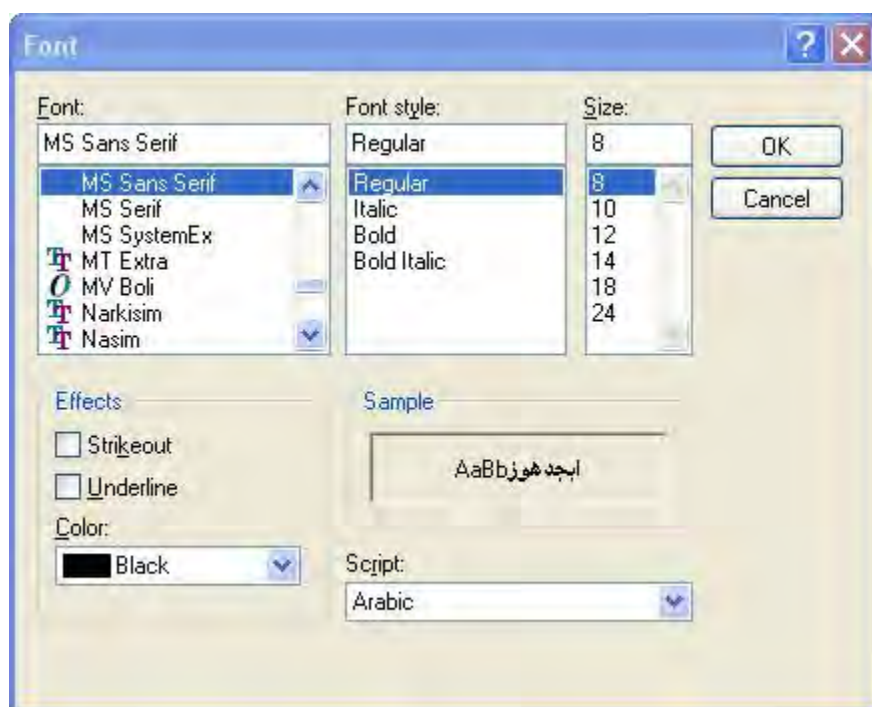 Font
Font: Font style: Size:
MS Sans Serif Regular 8 OK
MS Sans Serif Regular 8 Cancel
MS Serif Italic 10
MS SystemEx Bold 12
MT Extra Bold Italic 14
MV Boli 18
Narkisim 24
Nasim
Effects Sample
Strikeout
AaBbابجد هوز
Underline
Color:
Black Script:
Arabic